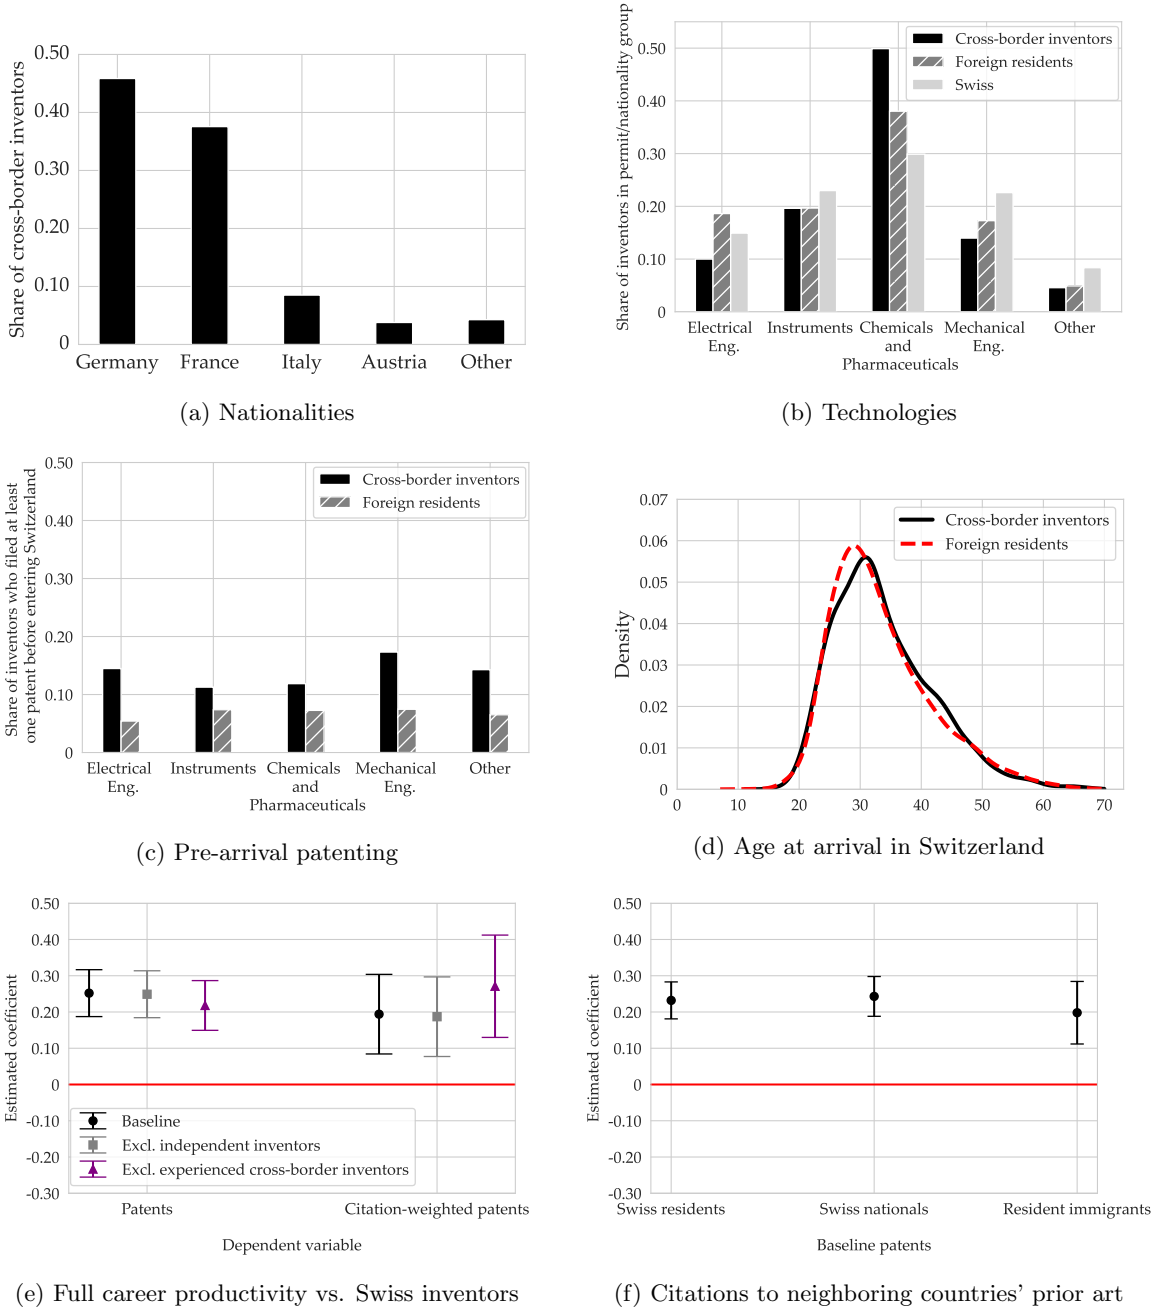 Share of cross-border inventors
0.50
0.40
0.30
0.20
0.10
0
Germany France Italy Austria Other
(a) Nationalities
Share of inventors in permit/nationality group
0.50
0.40
0.30
0.20
0.10
0
Cross-border inventors
Foreign residents
Swiss
Electrical Instruments Chemicals Mechanical Other
Eng. and Eng.
Pharmaceuticals
(b) Technologies
Share of inventors who filed at least
one patent before entering Switzerland
0.50
0.40
0.30
0.20
0.10
0
Cross-border inventors
Foreign residents
Electrical Instruments Chemicals Mechanical Other
Eng. and Eng.
Pharmaceuticals
(c) Pre-arrival patenting
Density
0.07
0.06
0.05
0.04
0.03
0.02
0.01
0
Cross-border inventors
Foreign residents
0 10 20 30 40 50 60 70
(d) Age at arrival in Switzerland
Estimated coefficient
0.50
0.40
0.30
0.20
0.10
0
-0.10
-0.20
-0.30
Baseline
Excl. independent inventors
Excl. experienced cross-border inventors
Patents Citation-weighted patents
Dependent variable
(e) Full career productivity vs. Swiss inventors
Estimated coefficient
0.50
0.40
0.30
0.20
0.10
0
-0.10
-0.20
-0.30
Swiss residents Swiss nationals Resident immigrants
Baseline patents
(f) Citations to neighboring countries' prior art